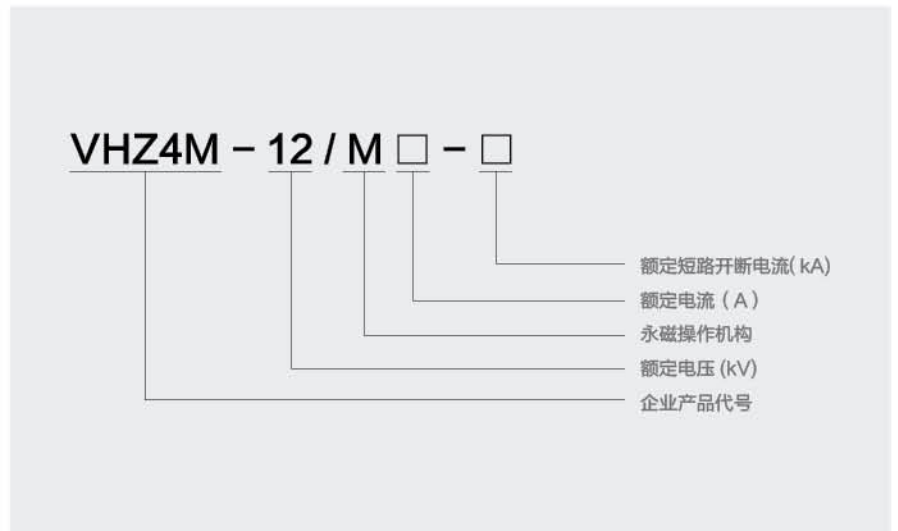 VHZ4M - 12 / M □ - □
额定短路开断电流( kA)
额定电流 ( A )
永磁操作机构
额定电压 (kV)
企业产品代号